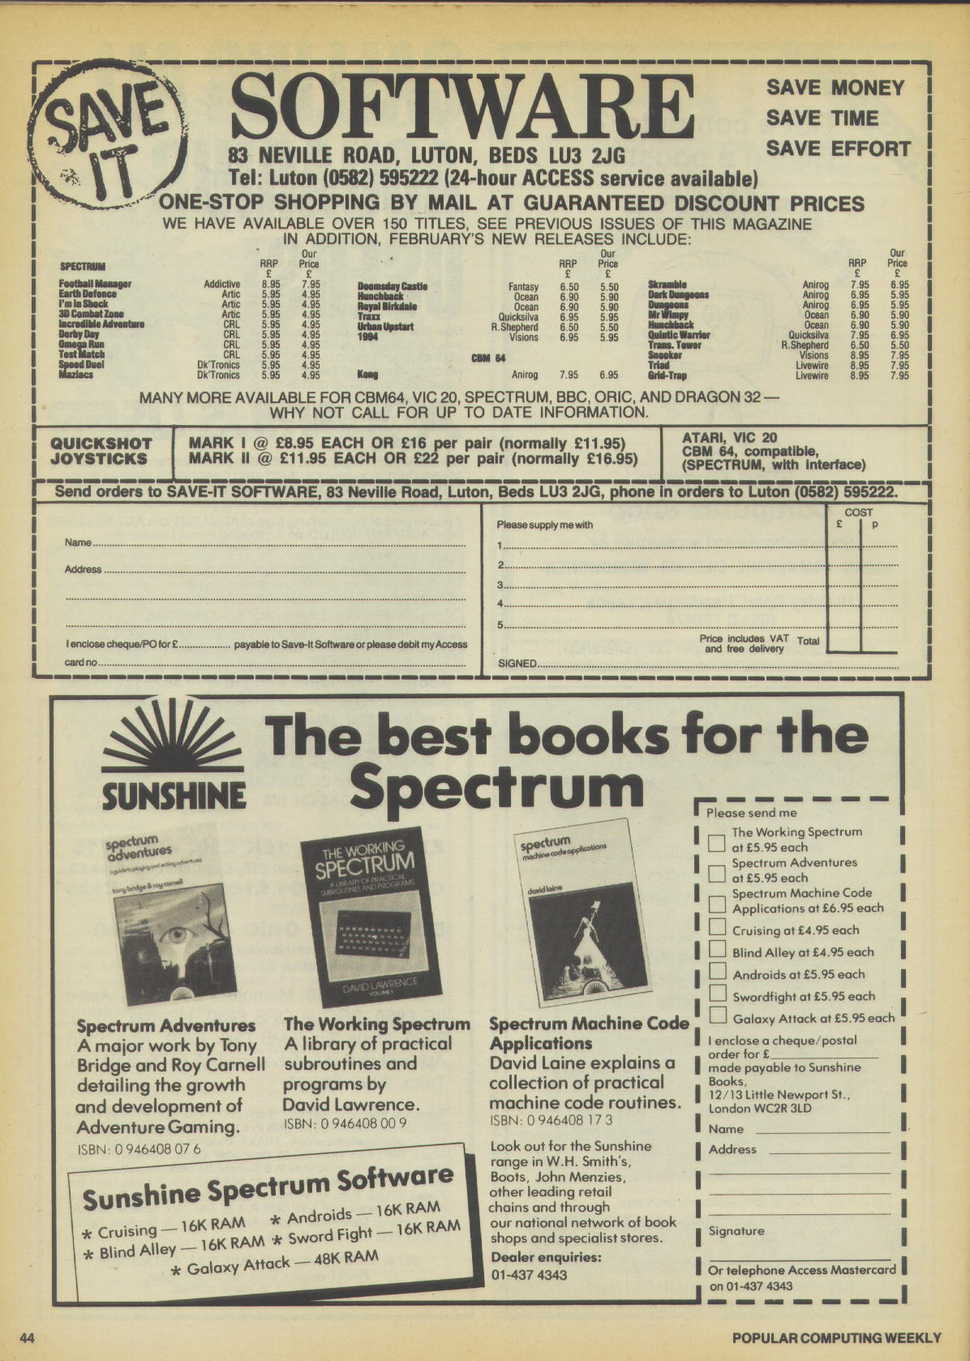 SAVE IT
SOFTWARE
83 NEVILLE ROAD, LUTON, BEDS LU3 2JG
Tel: Luton (0582) 595222 (24-hour ACCESS service available)
SAVE MONEY
SAVE TIME
SAVE EFFORT
ONE-STOP SHOPPING BY MAIL AT GUARANTEED DISCOUNT PRICES
WE HAVE AVAILABLE OVER 150 TITLES, SEE PREVIOUS ISSUES OF THIS MAGAZINE
IN ADDITION, FEBRUARY'S NEW RELEASES INCLUDE:
SPECTRUM RRP £ Our Price £
Football Manager Addictive 8.95 7.95
Earth Defence Artic 5.95 4.95
I'm in Shock Artic 5.95 4.95
3D Combat Zone Artic 5.95 4.95
Incredible Adventure CRL 5.95 4.95
Derby Day CRL 5.95 4.95
Omega Run CRL 5.95 4.95
Test Match CRL 5.95 4.95
Speed Duel Dk'Tronics 5.95 4.95
Maziacs Dk'Tronics 5.95 4.95
RRP £ Our Price £
Doomsday Castle Fantasy 6.50 5.50
Hunchback Ocean 6.90 5.90
Royal Birkdale Ocean 6.90 5.90
Traxx Quicksilva 6.95 5.95
Urban Upstart R.Shepherd 6.50 5.50
1994 Visions 6.95 5.95
CBM 64
Kong Anirog 7.95 6.95
RRP £ Our Price £
Skramble Anirog 7.95 6.95
Dark Dungeons Anirog 6.95 5.95
Dungeons Anirog 6.95 5.95
Mr Wimpy Ocean 6.90 5.90
Hunchback Ocean 6.90 5.90
Quintic Warrior Quicksilva 7.95 6.95
Trans. Tower R.Shepherd 6.50 5.50
Snooker Visions 8.95 7.95
Triad Livewire 8.95 7.95
Grid-Trap Livewire 8.95 7.95
MANY MORE AVAILABLE FOR CBM64, VIC 20, SPECTRUM, BBC, ORIC, AND DRAGON 32 —
WHY NOT CALL FOR UP TO DATE INFORMATION.
QUICKSHOT
JOYSTICKS
MARK I @ £8.95 EACH OR £16 per pair (normally £11.95)
MARK II @ £11.95 EACH OR £22 per pair (normally £16.95)
ATARI, VIC 20
CBM 64, compatible,
(SPECTRUM, with interface)
Send orders to SAVE-IT SOFTWARE, 83 Neville Road, Luton, Beds LU3 2JG, phone in orders to Luton (0582) 595222.
Name
Address
I enclose cheque/PO for £ payable to Save-It Software or please debit my Access
card no
Please supply me with
COST
£ p
1
2
3
4
5
Price includes VAT
and free delivery
Total
SIGNED
SUNSHINE
The best books for the
Spectrum
spectrum
adventures
a guide to playing and writing adventures
tony bridge & roy carnell
THE WORKING
SPECTRUM
A LIBRARY OF PRACTICAL
SUBROUTINES AND PROGRAMS
DAVID LAWRENCE
VOLUME 1
spectrum
machine code applications
david laine
Spectrum Adventures
A major work by Tony
Bridge and Roy Carnell
detailing the growth
and development of
Adventure Gaming.
ISBN: 0 946408 07 6
The Working Spectrum
A library of practical
subroutines and
programs by
David Lawrence.
ISBN: 0 946408 00 9
Spectrum Machine Code
Applications
David Laine explains a
collection of practical
machine code routines.
ISBN: 0 946408 17 3
Look out for the Sunshine
range in W.H. Smith's,
Boots, John Menzies,
other leading retail
chains and through
our national network of book
shops and specialist stores.
Dealer enquiries:
01-437 4343
Sunshine Spectrum Software
* Cruising — 16K RAM * Androids — 16K RAM
* Blind Alley — 16K RAM * Sword Fight — 16K RAM
* Galaxy Attack — 48K RAM
Please send me
The Working Spectrum
at £5.95 each
Spectrum Adventures
at £5.95 each
Spectrum Machine Code
Applications at £6.95 each
Cruising at £4.95 each
Blind Alley at £4.95 each
Androids at £5.95 each
Swordfight at £5.95 each
Galaxy Attack at £5.95 each
I enclose a cheque/postal
order for £
made payable to Sunshine
Books,
12/13 Little Newport St.,
London WC2R 3LD
Name
Address
Signature
Or telephone Access Mastercard
on 01-437 4343
44
POPULAR COMPUTING WEEKLY